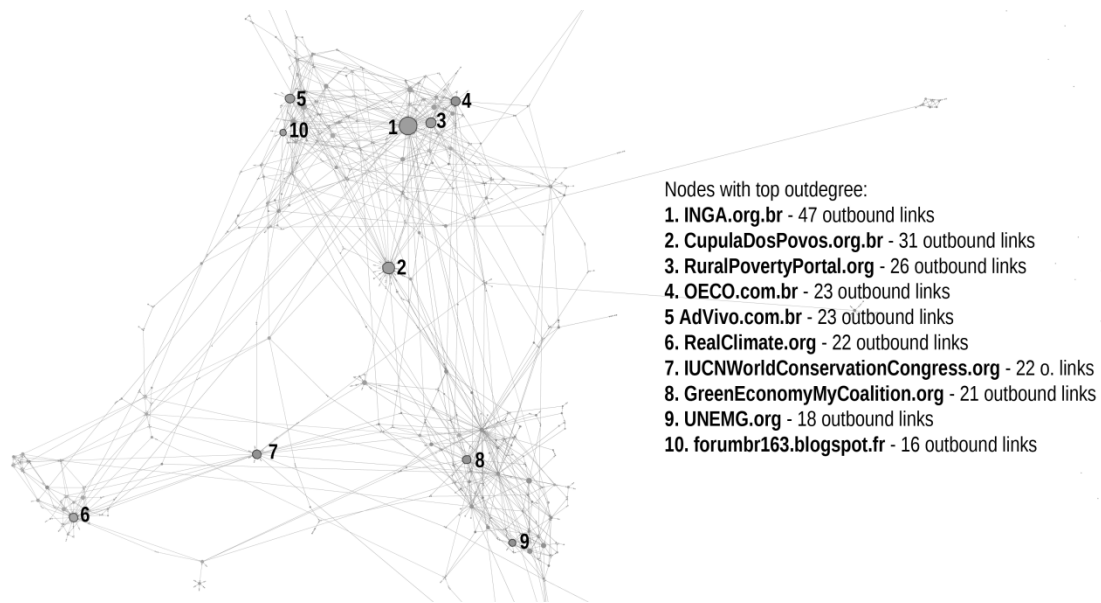 5
4
10
1
3
2
7
8
6
9
Nodes with top outdegree:
1. INGA.org.br - 47 outbound links
2. CupulaDosPovos.org.br - 31 outbound links
3. RuralPovertyPortal.org - 26 outbound links
4. OECO.com.br - 23 outbound links
5 AdVivo.com.br - 23 outbound links
6. RealClimate.org - 22 outbound links
7. IUCNWorldConservationCongress.org - 22 o. links
8. GreenEconomyMyCoalition.org - 21 outbound links
9. UNEMG.org - 18 outbound links
10. forumbr163.blogspot.fr - 16 outbound links